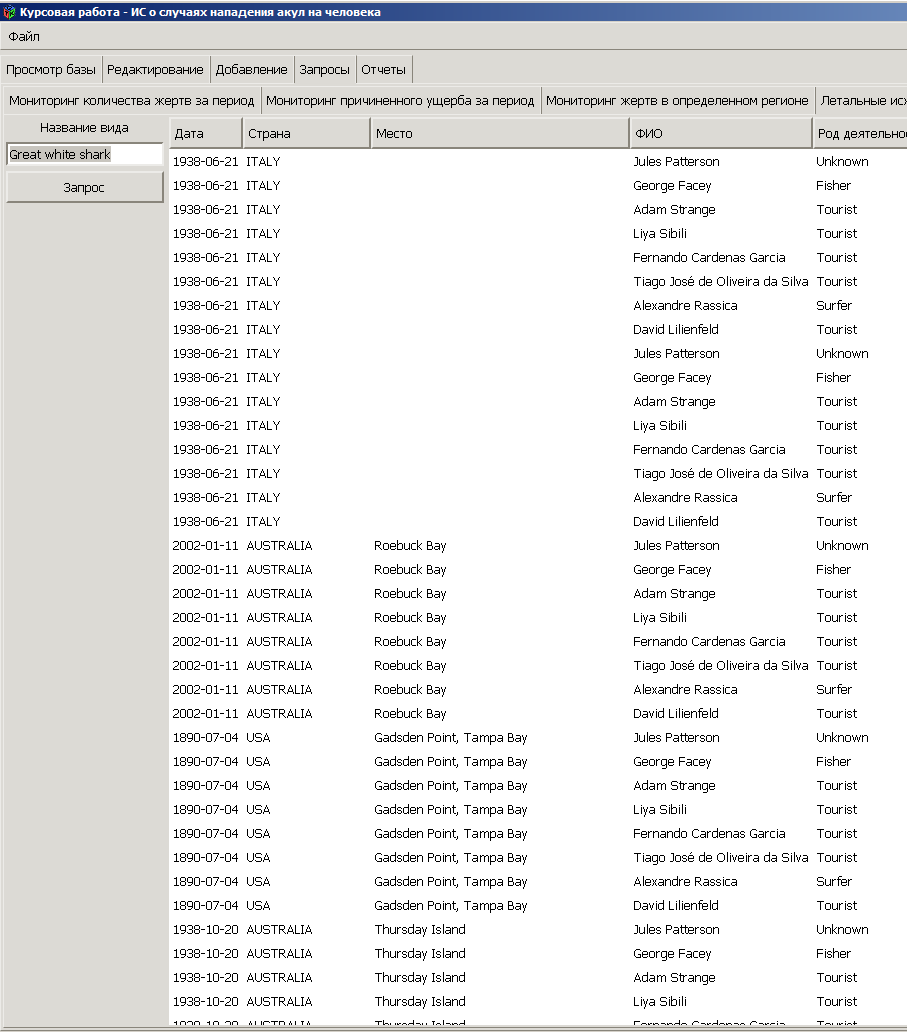 Курсовая работа - ИС о случаях нападения акул на человека
Файл
Просмотр базы Редактирование Добавление Запросы Отчеты
Мониторинг количества жертв за период Мониторинг причиненного ущерба за период Мониторинг жертв в определенном регионе Летальные исх
Название вида
Great white shark
Запрос
Дата Страна Место ФИО Род деятельнос
1938-06-21 ITALY Jules Patterson Unknown
1938-06-21 ITALY George Facey Fisher
1938-06-21 ITALY Adam Strange Tourist
1938-06-21 ITALY Liya Sibili Tourist
1938-06-21 ITALY Fernando Cardenas Garcia Tourist
1938-06-21 ITALY Tiago José de Oliveira da Silva Tourist
1938-06-21 ITALY Alexandre Rassica Surfer
1938-06-21 ITALY David Lilienfeld Tourist
1938-06-21 ITALY Jules Patterson Unknown
1938-06-21 ITALY George Facey Fisher
1938-06-21 ITALY Adam Strange Tourist
1938-06-21 ITALY Liya Sibili Tourist
1938-06-21 ITALY Fernando Cardenas Garcia Tourist
1938-06-21 ITALY Tiago José de Oliveira da Silva Tourist
1938-06-21 ITALY Alexandre Rassica Surfer
1938-06-21 ITALY David Lilienfeld Tourist
2002-01-11 AUSTRALIA Roebuck Bay Jules Patterson Unknown
2002-01-11 AUSTRALIA Roebuck Bay George Facey Fisher
2002-01-11 AUSTRALIA Roebuck Bay Adam Strange Tourist
2002-01-11 AUSTRALIA Roebuck Bay Liya Sibili Tourist
2002-01-11 AUSTRALIA Roebuck Bay Fernando Cardenas Garcia Tourist
2002-01-11 AUSTRALIA Roebuck Bay Tiago José de Oliveira da Silva Tourist
2002-01-11 AUSTRALIA Roebuck Bay Alexandre Rassica Surfer
2002-01-11 AUSTRALIA Roebuck Bay David Lilienfeld Tourist
1890-07-04 USA Gadsden Point, Tampa Bay Jules Patterson Unknown
1890-07-04 USA Gadsden Point, Tampa Bay George Facey Fisher
1890-07-04 USA Gadsden Point, Tampa Bay Adam Strange Tourist
1890-07-04 USA Gadsden Point, Tampa Bay Liya Sibili Tourist
1890-07-04 USA Gadsden Point, Tampa Bay Fernando Cardenas Garcia Tourist
1890-07-04 USA Gadsden Point, Tampa Bay Tiago José de Oliveira da Silva Tourist
1890-07-04 USA Gadsden Point, Tampa Bay Alexandre Rassica Surfer
1890-07-04 USA Gadsden Point, Tampa Bay David Lilienfeld Tourist
1938-10-20 AUSTRALIA Thursday Island Jules Patterson Unknown
1938-10-20 AUSTRALIA Thursday Island George Facey Fisher
1938-10-20 AUSTRALIA Thursday Island Adam Strange Tourist
1938-10-20 AUSTRALIA Thursday Island Liya Sibili Tourist